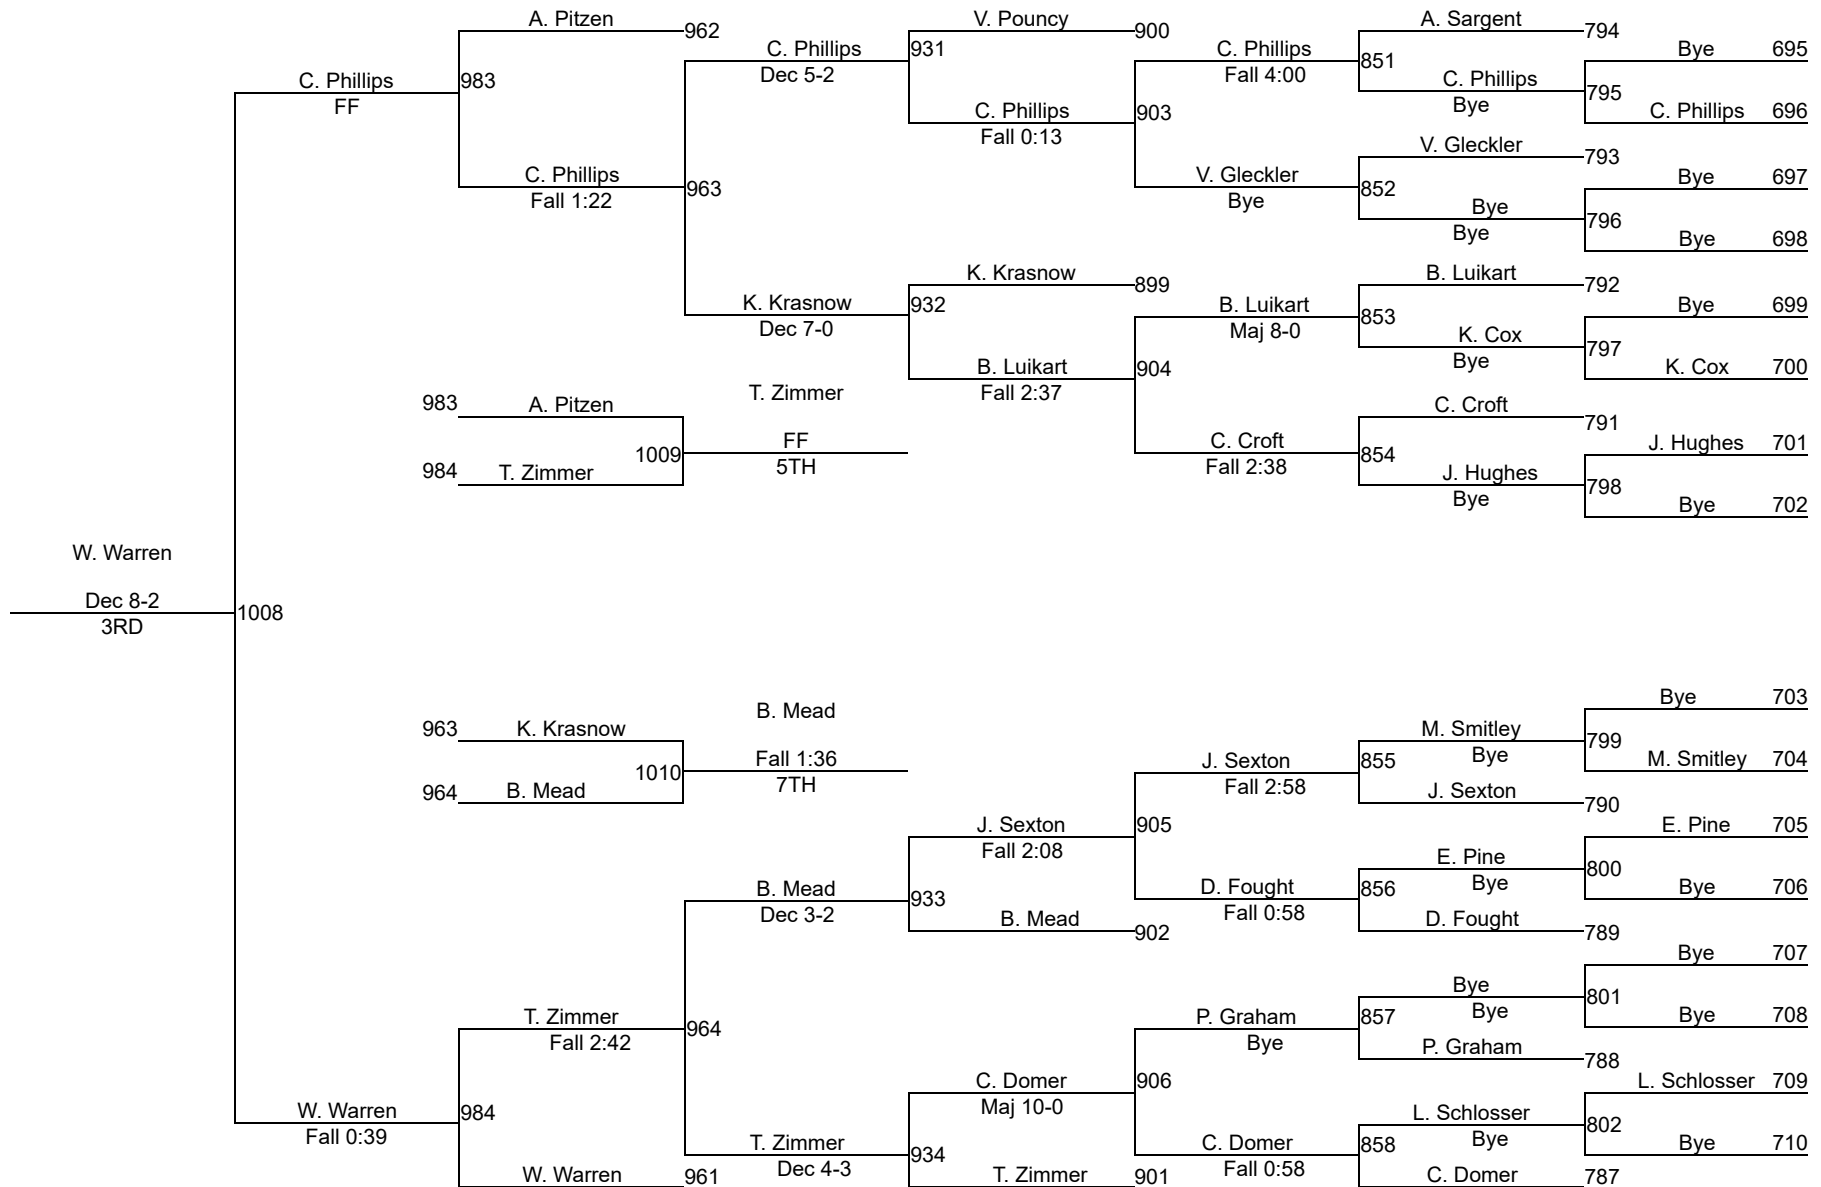 A. Pitzen
962
V. Pouncy
900
A. Sargent
794
C. Phillips
Dec 5-2
931
C. Phillips
Fall 4:00
851
Bye 695
C. Phillips
FF
983
C. Phillips
Bye
795
C. Phillips
Fall 0:13
903
C. Phillips 696
V. Gleckler
793
C. Phillips
Fall 1:22
963
V. Gleckler
Bye
852
Bye 697
Bye
Bye
796
Bye 698
K. Krasnow
899
B. Luikart
792
K. Krasnow
Dec 7-0
932
B. Luikart
Maj 8-0
853
Bye 699
K. Cox
Bye
797
B. Luikart
Fall 2:37
904
K. Cox 700
983
A. Pitzen
T. Zimmer
C. Croft
791
1009
FF
5TH
C. Croft
Fall 2:38
854
J. Hughes 701
984
T. Zimmer
J. Hughes
Bye
798
Bye 702
W. Warren
Dec 8-2
3RD
1008
Bye 703
963
K. Krasnow
B. Mead
M. Smitley
Bye
799
1010
Fall 1:36
7TH
J. Sexton
Fall 2:58
855
M. Smitley 704
964
B. Mead
J. Sexton
790
J. Sexton
Fall 2:08
905
E. Pine 705
E. Pine
Bye
800
B. Mead
Dec 3-2
933
D. Fought
Fall 0:58
856
Bye 706
B. Mead
902
D. Fought
789
Bye 707
Bye
Bye
801
T. Zimmer
Fall 2:42
964
P. Graham
Bye
857
Bye 708
P. Graham
788
C. Domer
Maj 10-0
906
L. Schlosser 709
W. Warren
Fall 0:39
984
L. Schlosser
Bye
802
T. Zimmer
Dec 4-3
934
C. Domer
Fall 0:58
858
Bye 710
W. Warren
961
T. Zimmer
901
C. Domer
787